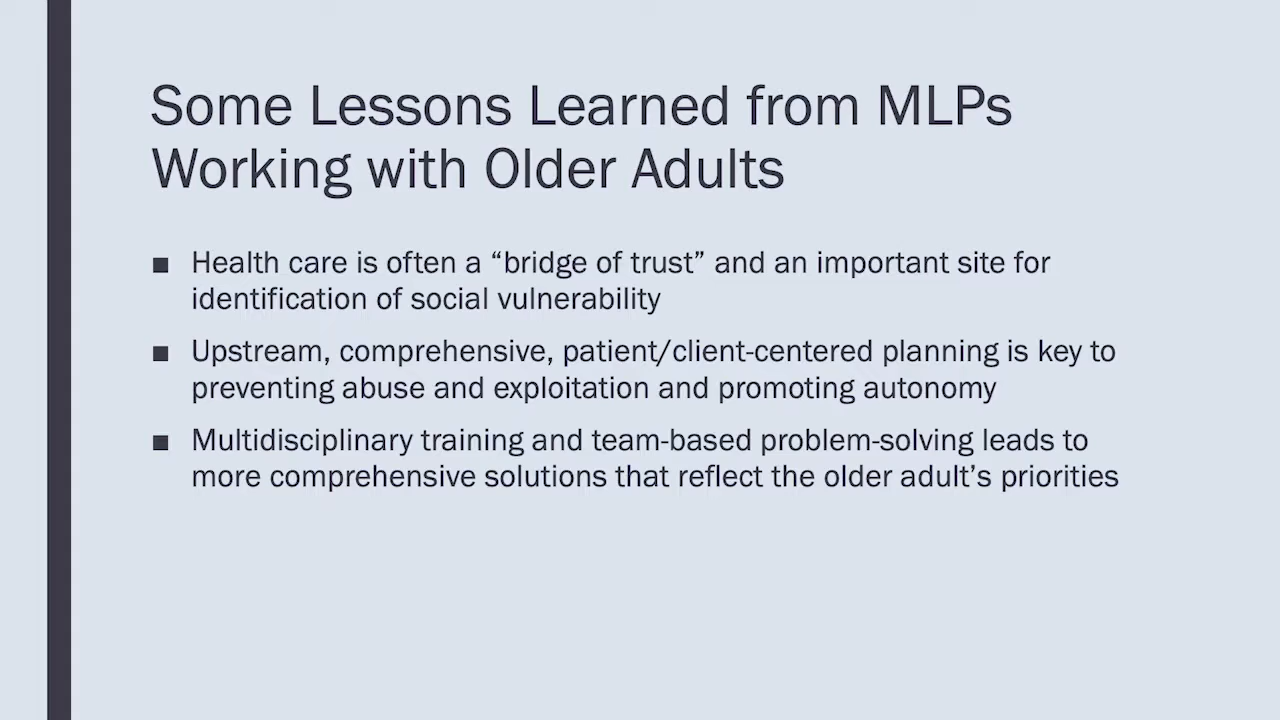 Some Lessons Learned from MLPs
Working with Older Adults
■ Health care is often a “bridge of trust” and an important site for
identification of social vulnerability
■ Upstream, comprehensive, patient/client-centered planning is key to
preventing abuse and exploitation and promoting autonomy
■ Multidisciplinary training and team-based problem-solving leads to
more comprehensive solutions that reflect the older adult’s priorities